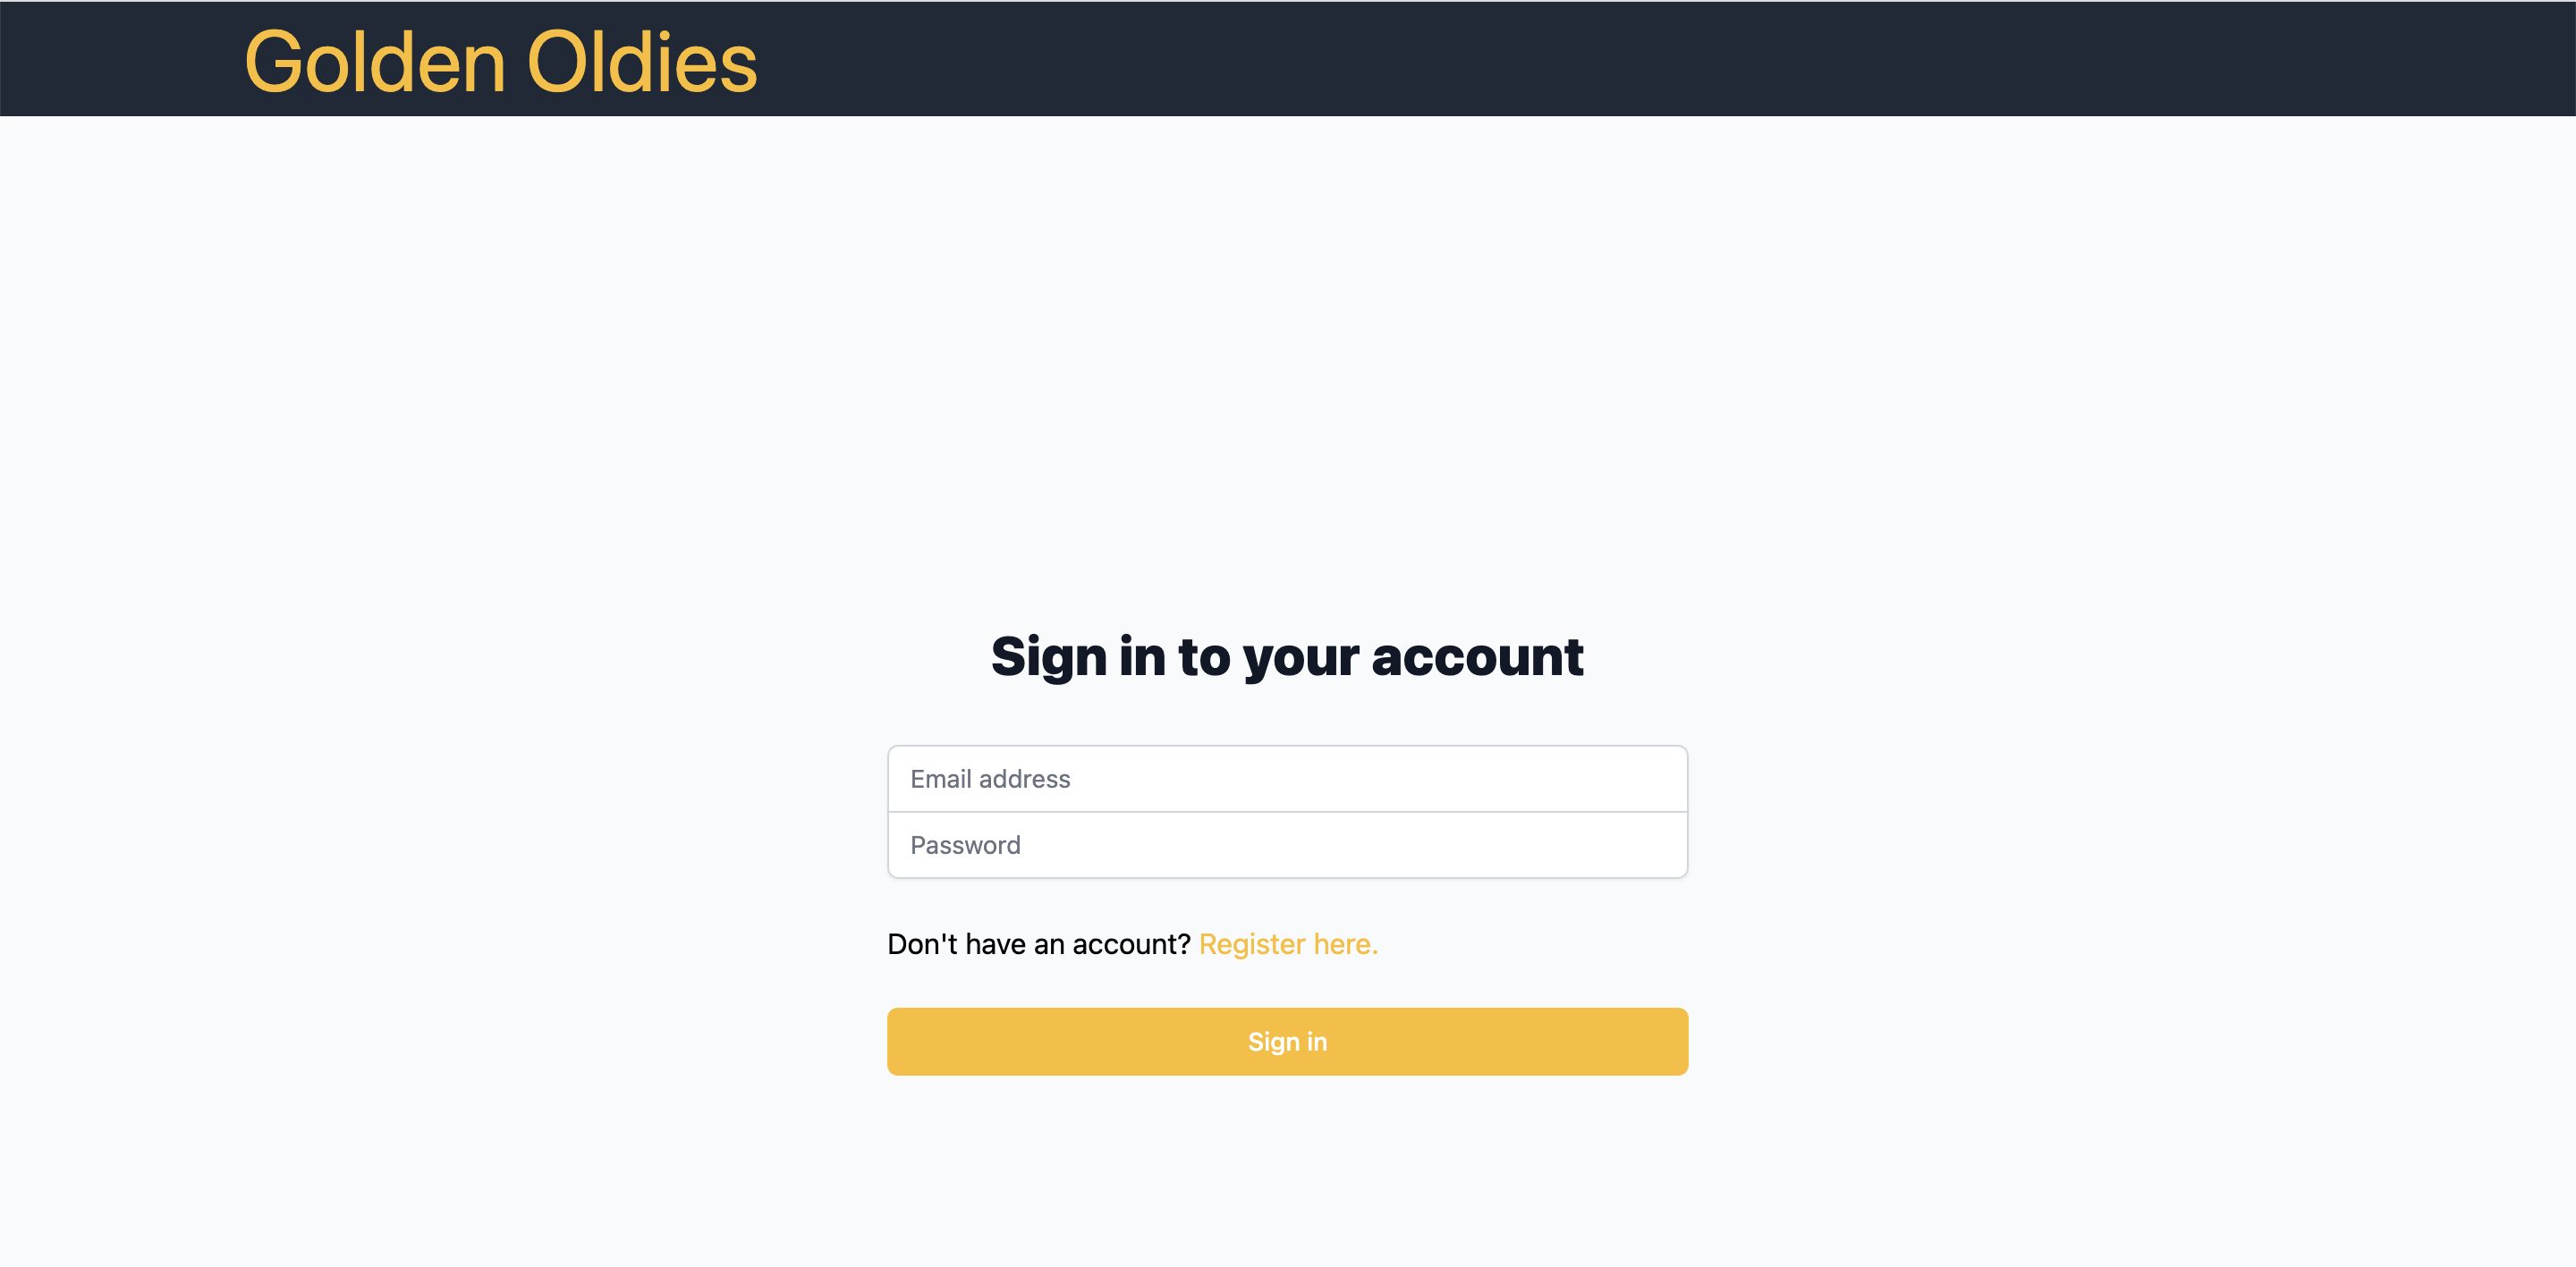 Golden Oldies
Sign in to your account
Email address
Password
Don't have an account? Register here.
Sign in